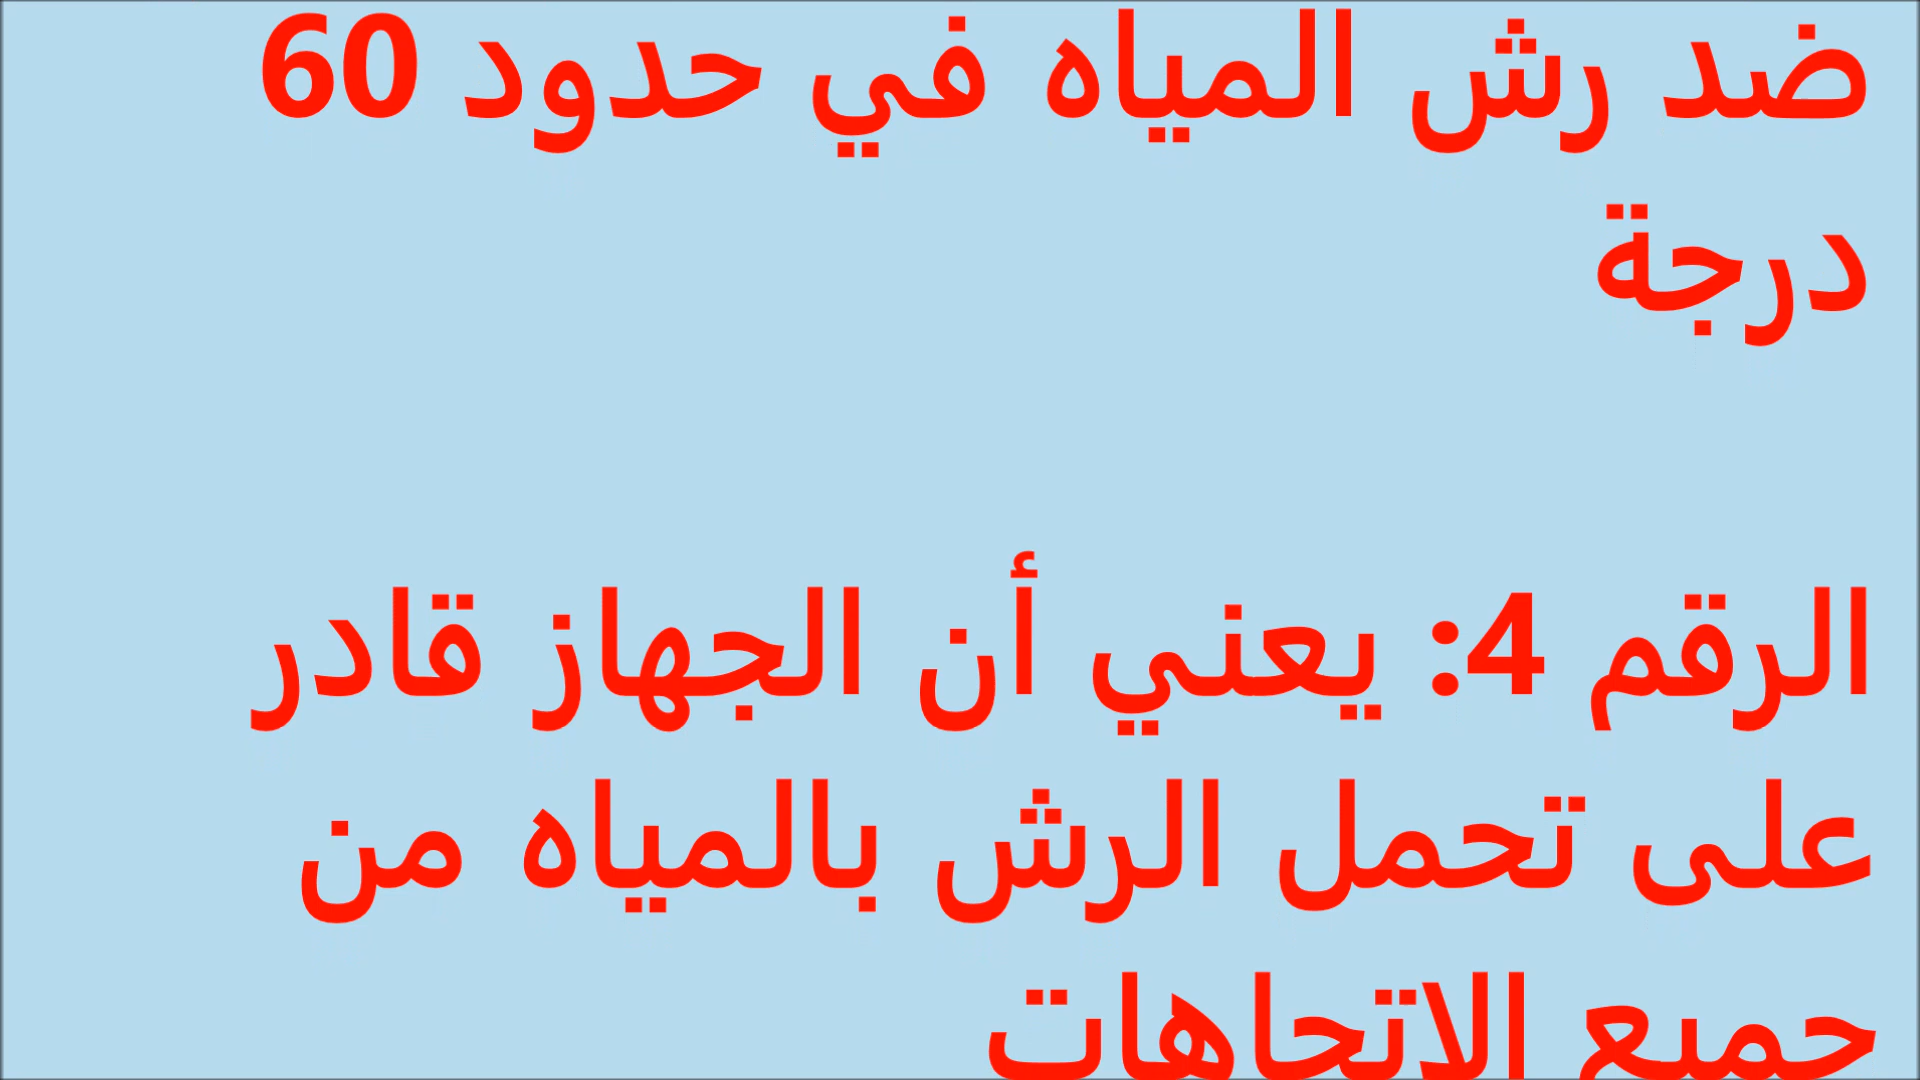 ضد رش المياه في حدود 60
درجة
الرقم 4: يعني أن الجهاز قادر
على تحمل الرش بالمياه من
جميع الاتجاهات